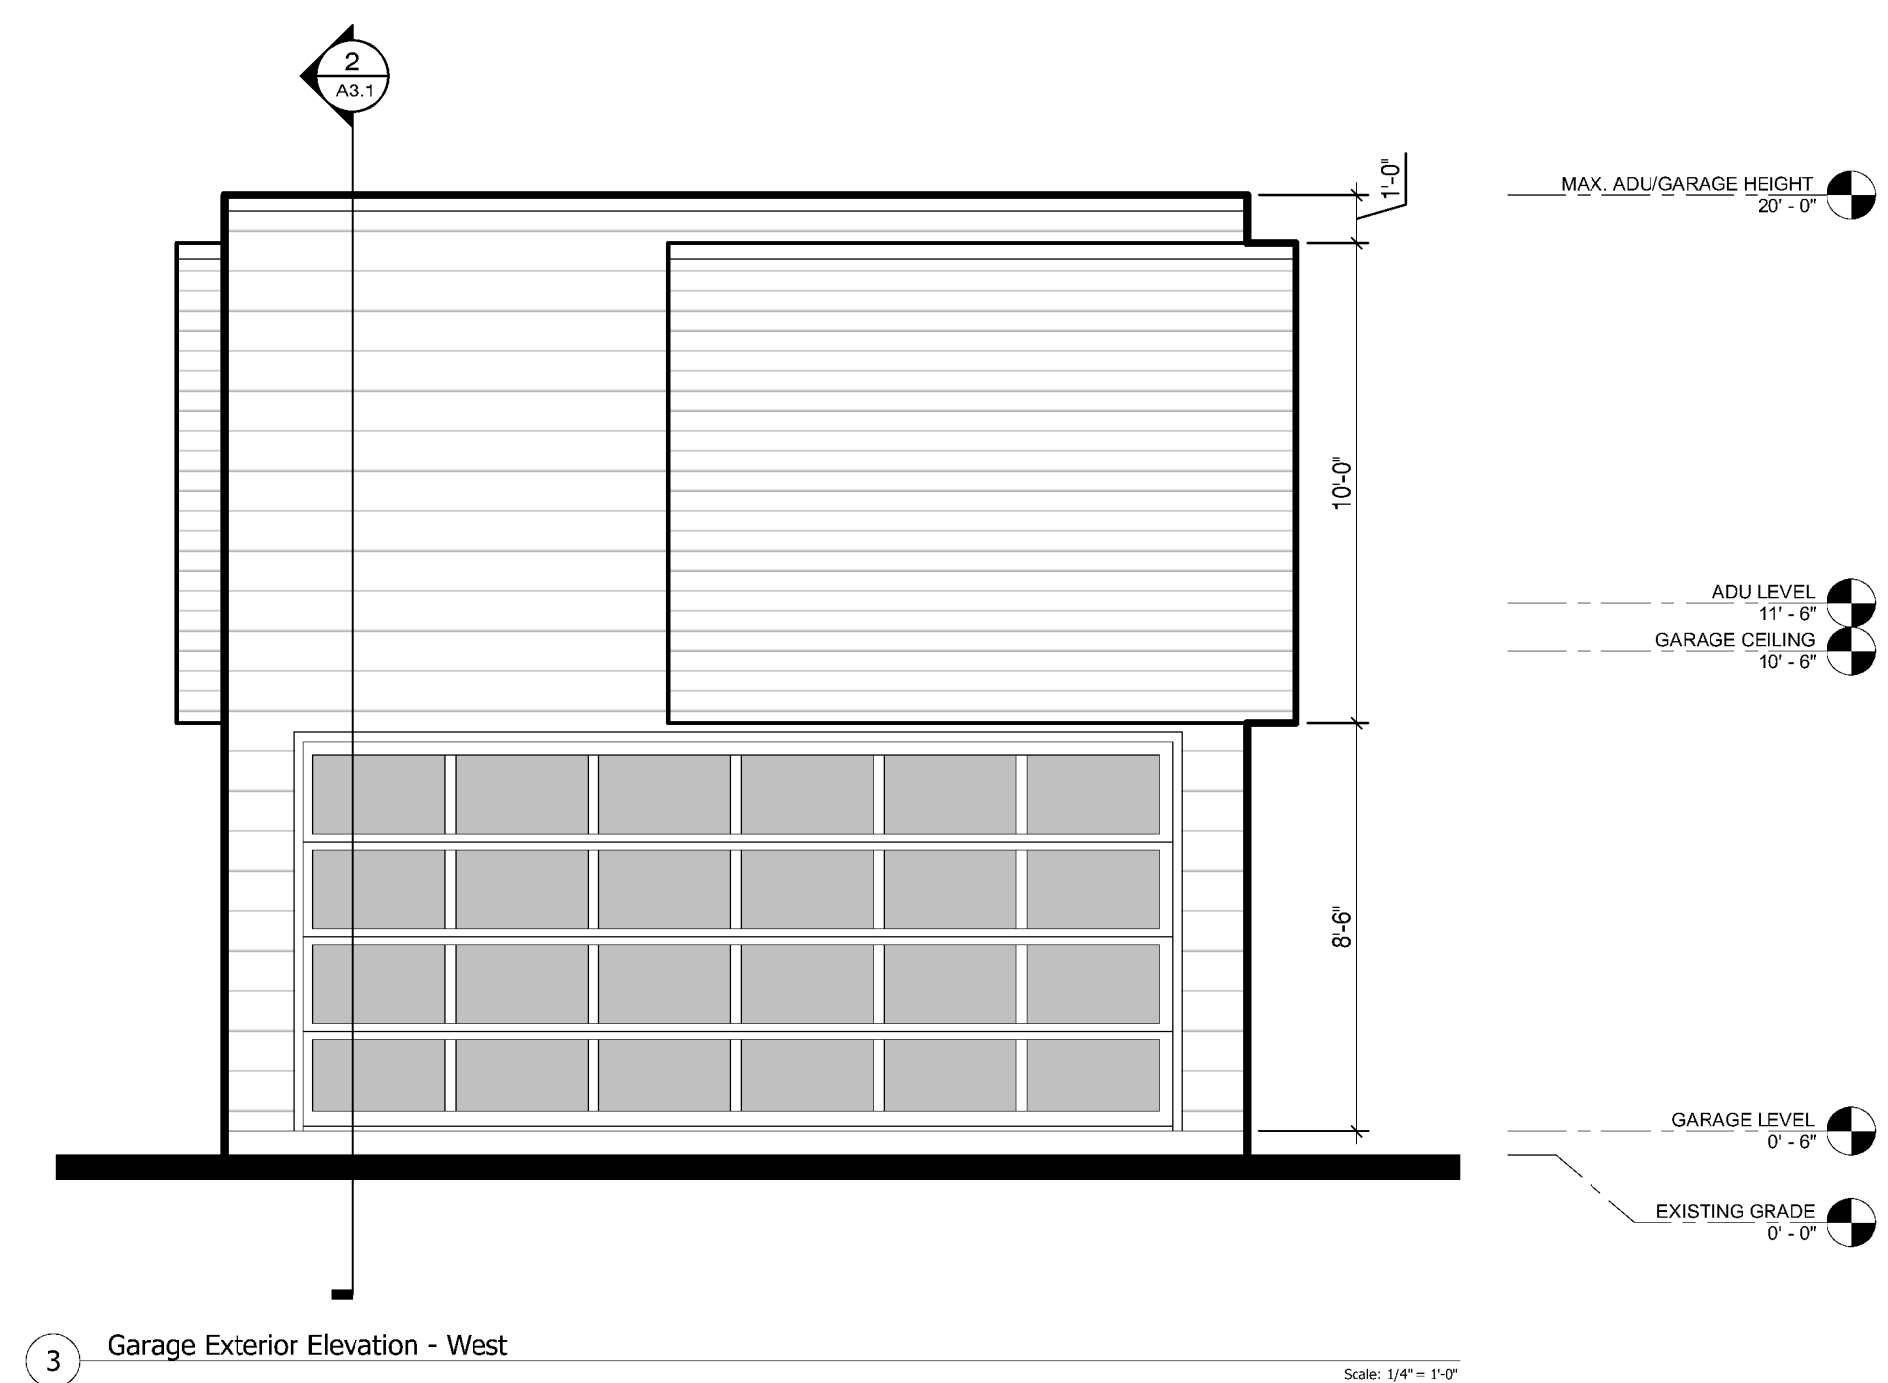 2
A3.1
1'-0"
MAX. ADU/GARAGE HEIGHT
20' - 0"
10'-0"
ADU LEVEL
11' - 6"
GARAGE CEILING
10' - 6"
8'-6"
GARAGE LEVEL
0' - 6"
EXISTING GRADE
0' - 0"
3
Garage Exterior Elevation - West
Scale: 1/4" = 1'-0"